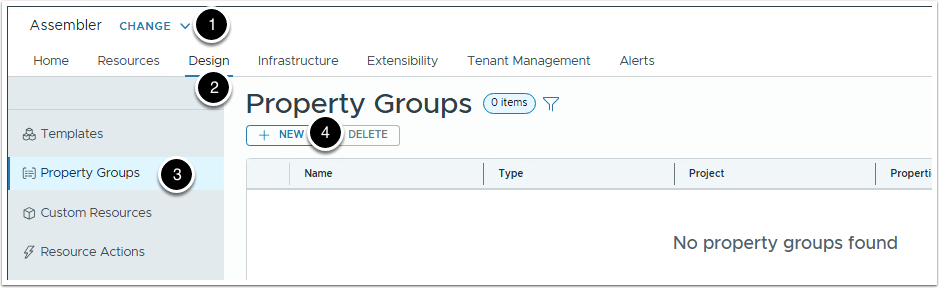 Assembler CHANGE 1
Home Resources Design Infrastructure Extensibility Tenant Management Alerts
2
Property Groups 0 items
Templates
+ NEW 4 DELETE
Property Groups 3
Name Type Project
Custom Resources
No property groups found
Resource Actions